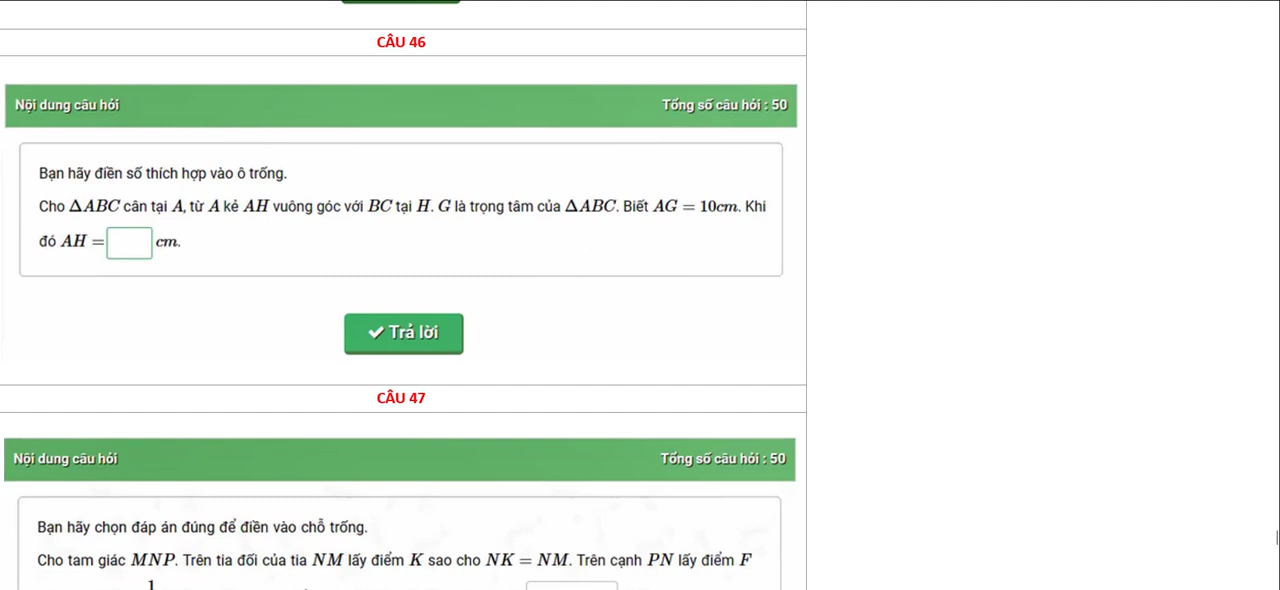 CÂU 46
Nội dung câu hỏi Tổng số câu hỏi : 50
Bạn hãy điền số thích hợp vào ô trống.
Cho ΔABC cân tại A, từ A kẻ AH vuông góc với BC tại H. G là trọng tâm của ΔABC. Biết AG = 10cm. Khi
đó AH = cm.
✔ Trả lời
CÂU 47
Nội dung câu hỏi Tổng số câu hỏi : 50
Bạn hãy chọn đáp án đúng để điền vào chỗ trống.
Cho tam giác MNP. Trên tia đối của tia NM lấy điểm K sao cho NK = NM. Trên cạnh PN lấy điểm F
1